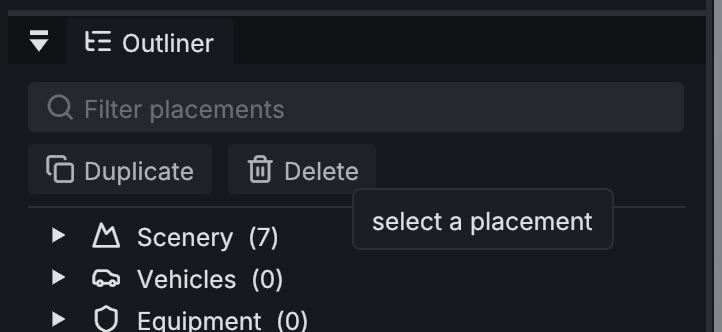 Outliner
Filter placements
Duplicate Delete
select a placement
Scenery (7)
Vehicles (0)
Equipment (0)